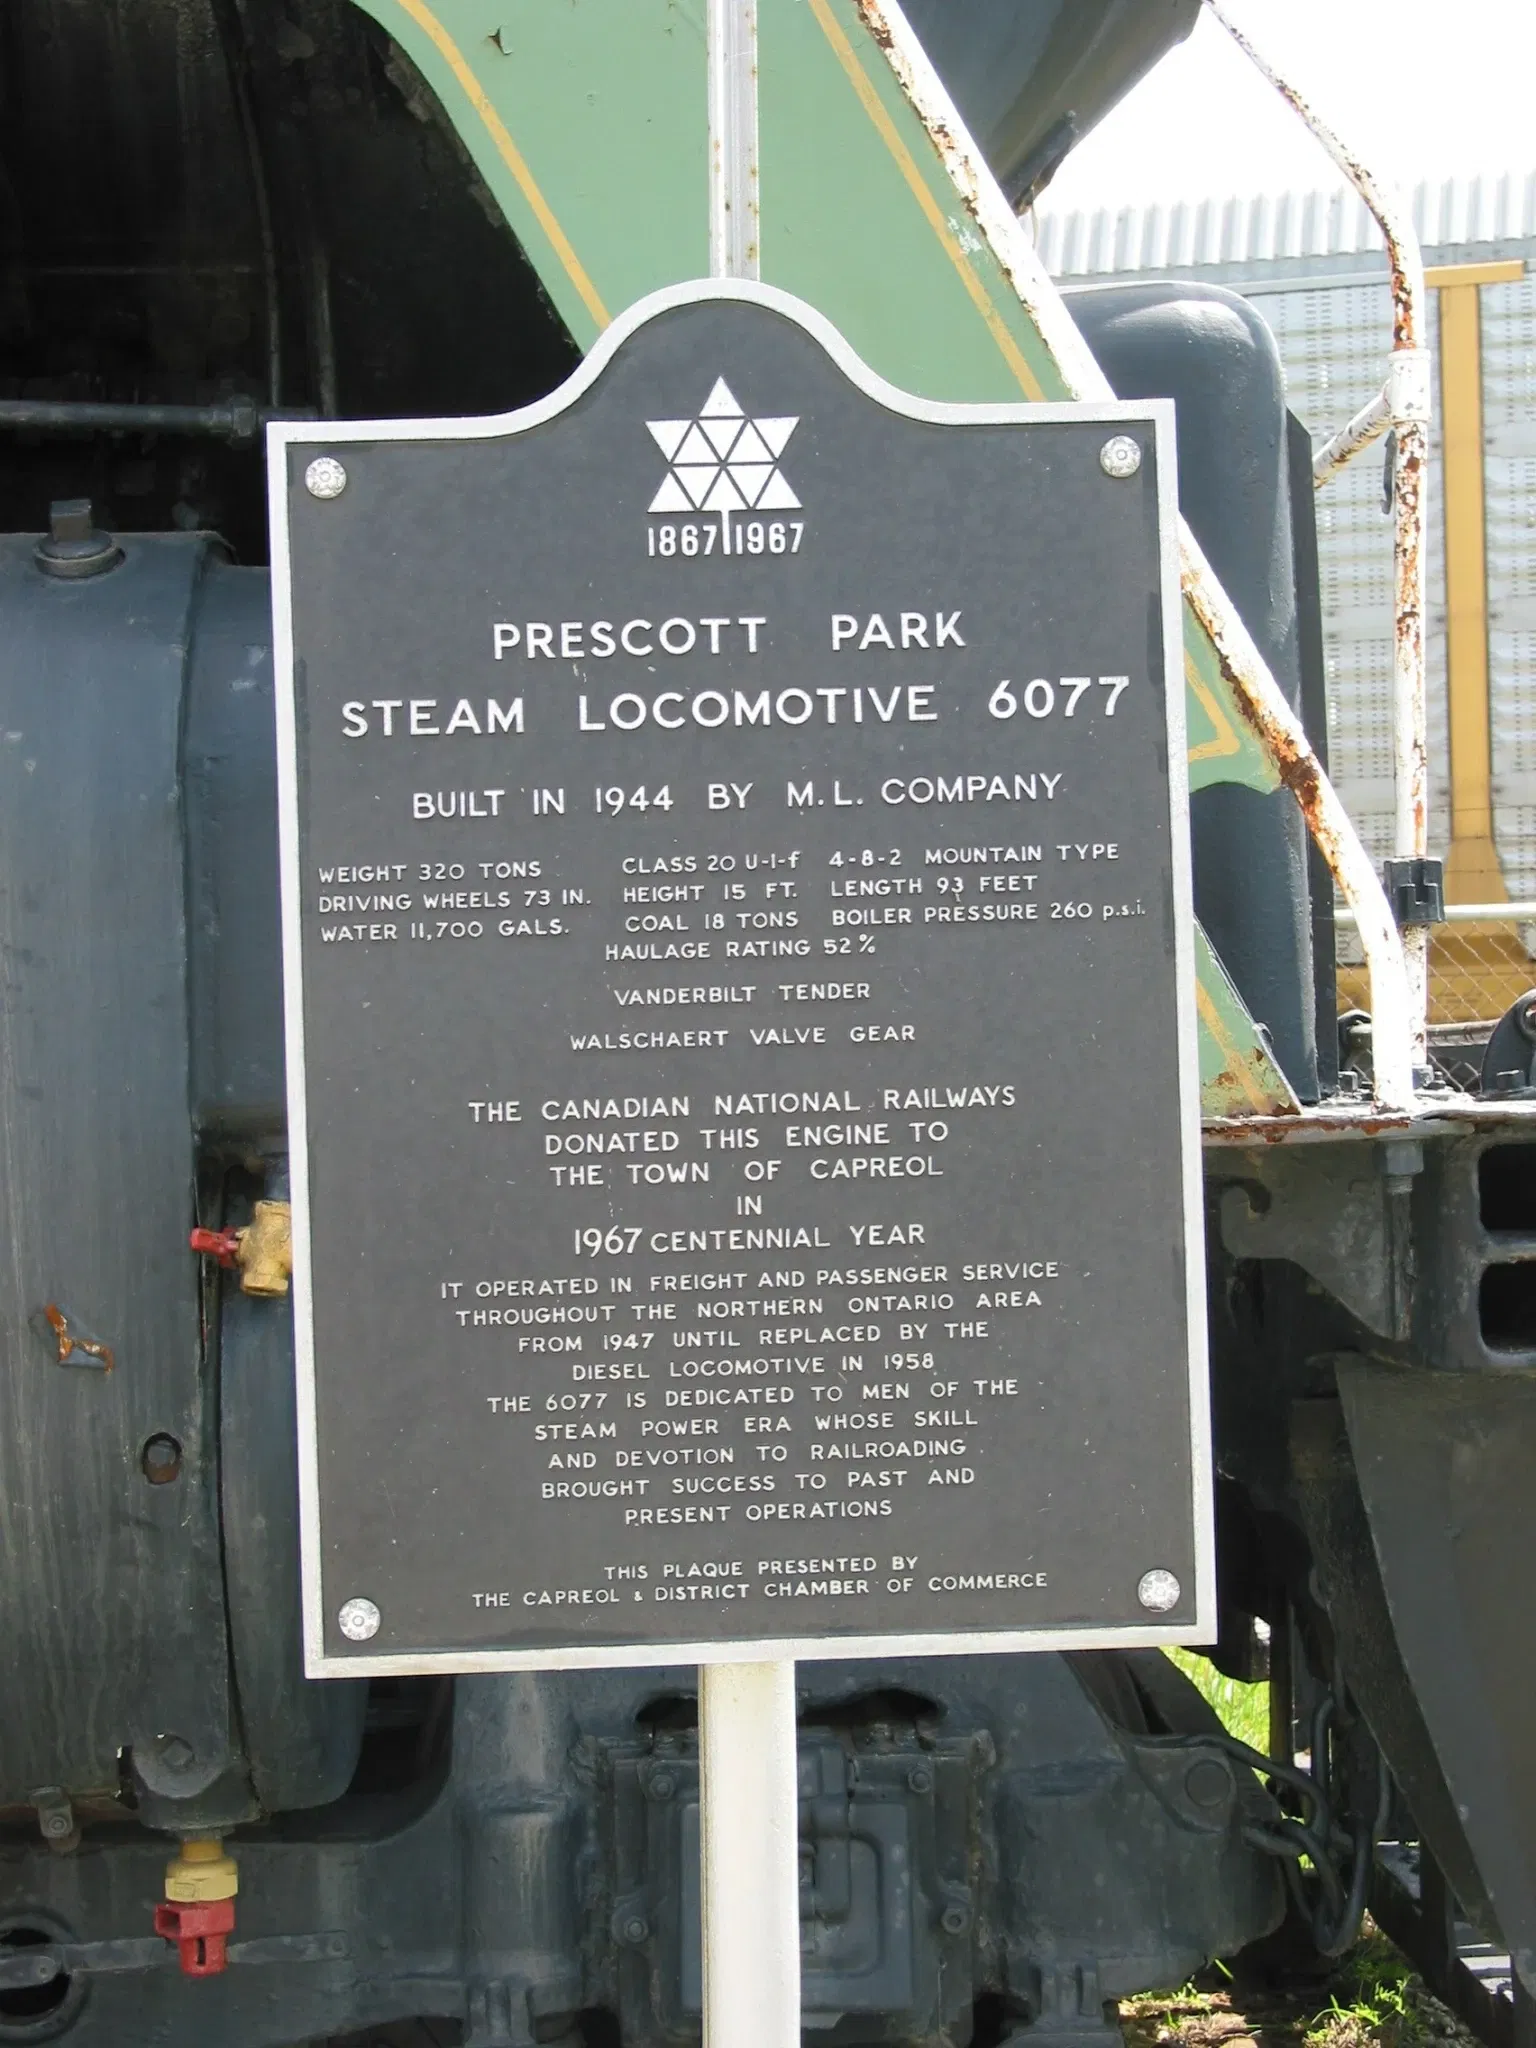 1867 1967
PRESCOTT PARK
STEAM LOCOMOTIVE 6077
BUILT IN 1944 BY M.L. COMPANY
WEIGHT 320 TONS CLASS 20 U-1-f 4-8-2 MOUNTAIN TYPE
DRIVING WHEELS 73 IN. HEIGHT 15 FT. LENGTH 93 FEET
WATER 11,700 GALS. COAL 18 TONS BOILER PRESSURE 260 p.s.i.
HAULAGE RATING 52%
VANDERBILT TENDER
WALSCHAERT VALVE GEAR
THE CANADIAN NATIONAL RAILWAYS
DONATED THIS ENGINE TO
THE TOWN OF CAPREOL
IN
1967 CENTENNIAL YEAR
IT OPERATED IN FREIGHT AND PASSENGER SERVICE
THROUGHOUT THE NORTHERN ONTARIO AREA
FROM 1947 UNTIL REPLACED BY THE
DIESEL LOCOMOTIVE IN 1958
THE 6077 IS DEDICATED TO MEN OF THE
STEAM POWER ERA WHOSE SKILL
AND DEVOTION TO RAILROADING
BROUGHT SUCCESS TO PAST AND
PRESENT OPERATIONS
THIS PLAQUE PRESENTED BY
THE CAPREOL & DISTRICT CHAMBER OF COMMERCE